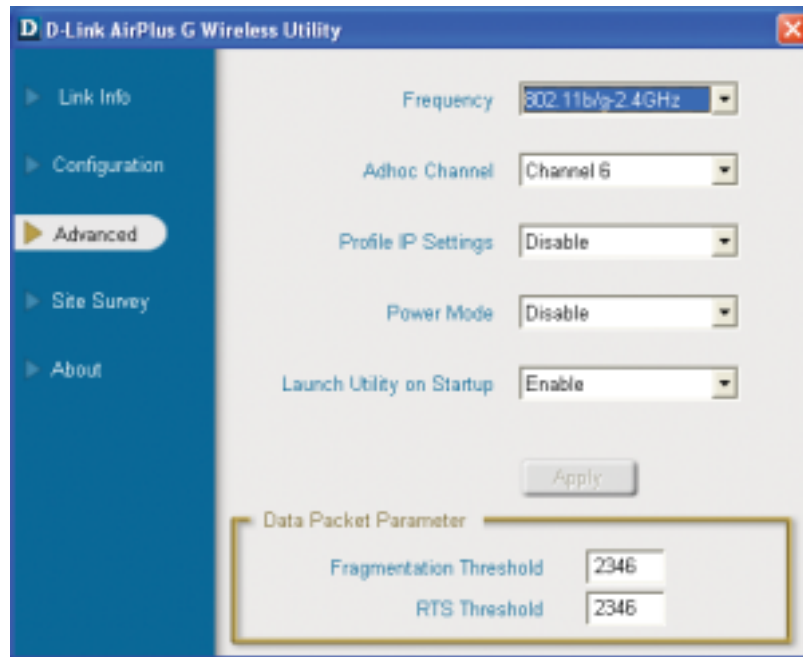 D D-Link AirPlus G Wireless Utility
Link Info
Configuration
Advanced
Site Survey
About
Frequency 802.11b/g-2.4GHz
Adhoc Channel Channel 6
Profile IP Settings Disable
Power Mode Disable
Launch Utility on Startup Enable
Apply
Data Packet Parameter
Fragmentation Threshold 2346
RTS Threshold 2346